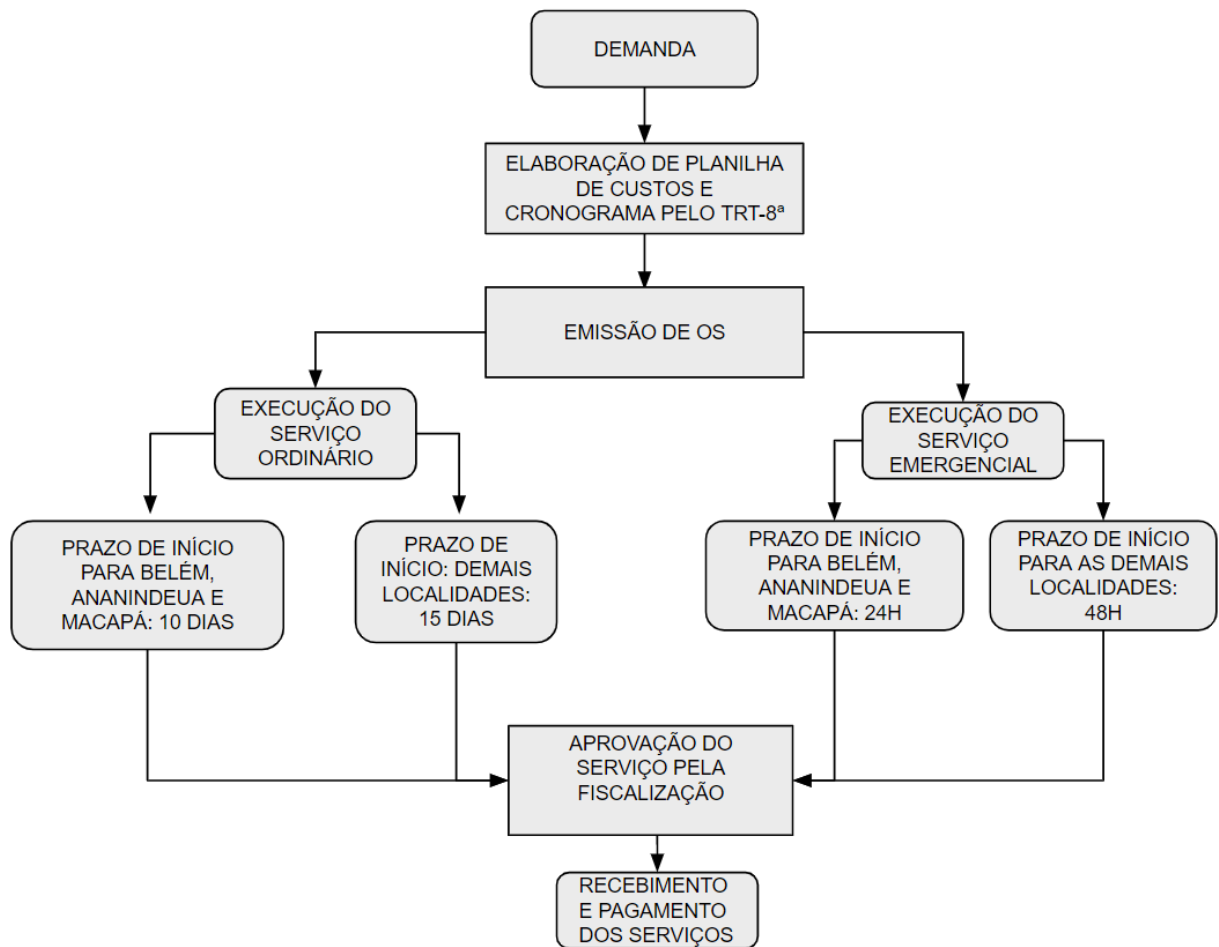 DEMANDA
ELABORAÇÃO DE PLANILHA
DE CUSTOS E
CRONOGRAMA PELO TRT-8ª
EMISSÃO DE OS
EXECUÇÃO DO
SERVIÇO
ORDINÁRIO
EXECUÇÃO DO
SERVIÇO
EMERGENCIAL
PRAZO DE INÍCIO
PARA BELÉM,
ANANINDEUA E
MACAPÁ: 10 DIAS
PRAZO DE
INÍCIO: DEMAIS
LOCALIDADES:
15 DIAS
PRAZO DE INÍCIO
PARA BELÉM,
ANANINDEUA E
MACAPÁ: 24H
PRAZO DE INÍCIO
PARA AS DEMAIS
LOCALIDADES:
48H
APROVAÇÃO DO
SERVIÇO PELA
FISCALIZAÇÃO
RECEBIMENTO
E PAGAMENTO
DOS SERVIÇOS